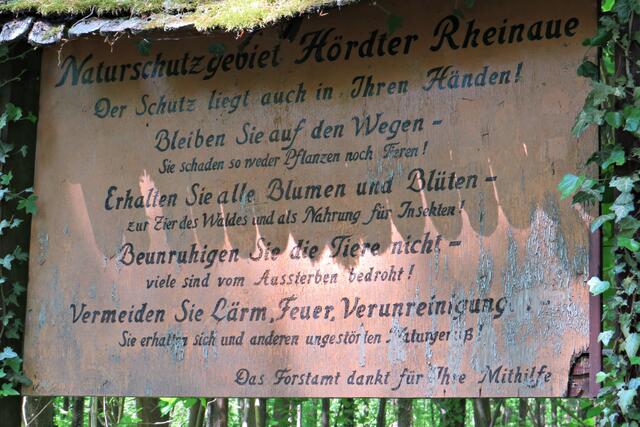 Naturschutzgebiet Hördter Rheinaue
Der Schutz liegt auch in Ihren Händen!
Bleiben Sie auf den Wegen -
Sie schaden so weder Pflanzen noch Tieren!
Erhalten Sie alle Blumen und Blüten -
zur Zier des Waldes und als Nahrung für Insekten!
Beunruhigen Sie die Tiere nicht -
viele sind vom Aussterben bedroht!
Vermeiden Sie Lärm, Feuer, Verunreinigung
Sie erhalten sich und anderen ungestörten Naturgenuß!
Das Forstamt dankt für Ihre Mithilfe